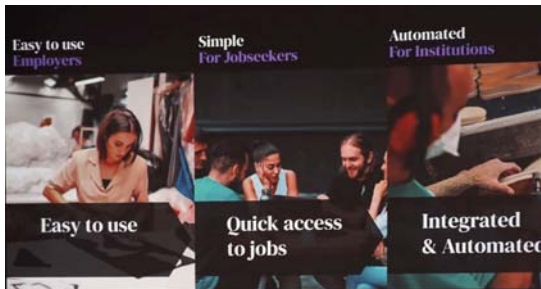 Easy to use
Employers
Simple
For Jobseekers
Automated
For Institutions
Easy to use
Quick access
to jobs
Integrated
& Automated